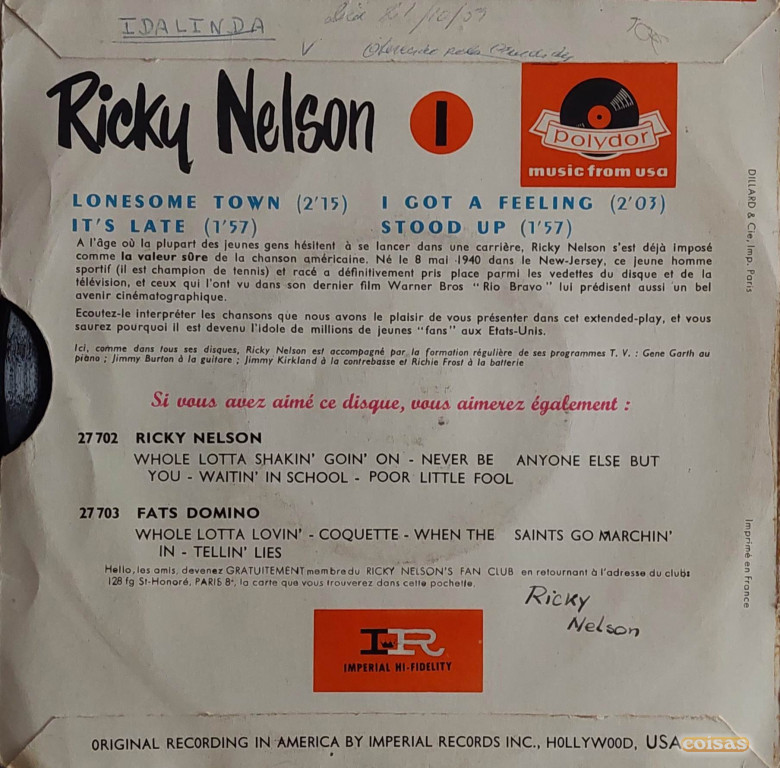 IDALINDA
10/59
Ricky Nelson 1
polydor
music from usa
LONESOME TOWN (2'15) I GOT A FEELING (2'03)
IT'S LATE (1'57) STOOD UP (1'57)
A l'âge où la plupart des jeunes gens hésitent à se lancer dans une carrière, Ricky Nelson s'est déjà imposé
comme la valeur sûre de la chanson américaine. Né le 8 mai 1940 dans le New-Jersey, ce jeune homme
sportif (il est champion de tennis) et racé a définitivement pris place parmi les vedettes du disque et de la
télévision, et ceux qui l'ont vu dans son dernier film Warner Bros "Rio Bravo" lui prédisent aussi un bel
avenir cinématographique.
Ecoutez-le interpréter les chansons que nous avons le plaisir de vous présenter dans cet extended-play, et vous
saurez pourquoi il est devenu l'idole de millions de jeunes "fans" aux Etats-Unis.
Ici, comme dans tous ses disques, Ricky Nelson est accompagné par la formation régulière de ses programmes T. V. : Gene Garth au
piano ; Jimmy Burton à la guitare ; Jimmy Kirkland à la contrebasse et Richie Frost à la batterie
Si vous avez aimé ce disque, vous aimerez également :
27 702 RICKY NELSON
WHOLE LOTTA SHAKIN' GOIN' ON - NEVER BE ANYONE ELSE BUT
YOU - WAITIN' IN SCHOOL - POOR LITTLE FOOL
27 703 FATS DOMINO
WHOLE LOTTA LOVIN' - COQUETTE - WHEN THE SAINTS GO MARCHIN'
IN - TELLIN' LIES
Hello, les amis, devenez GRATUITEMENT membre du RICKY NELSON'S FAN CLUB en retournant à l'adresse du club:
128 fg St-Honoré, PARIS 8e, la carte que vous trouverez dans cette pochette.
Ricky
Nelson
IR
IMPERIAL HI-FIDELITY
ORIGINAL RECORDING IN AMERICA BY IMPERIAL RECORDS INC., HOLLYWOOD, USA
coisas
DILLARD & Cie, Imp. Paris
Imprimé en France